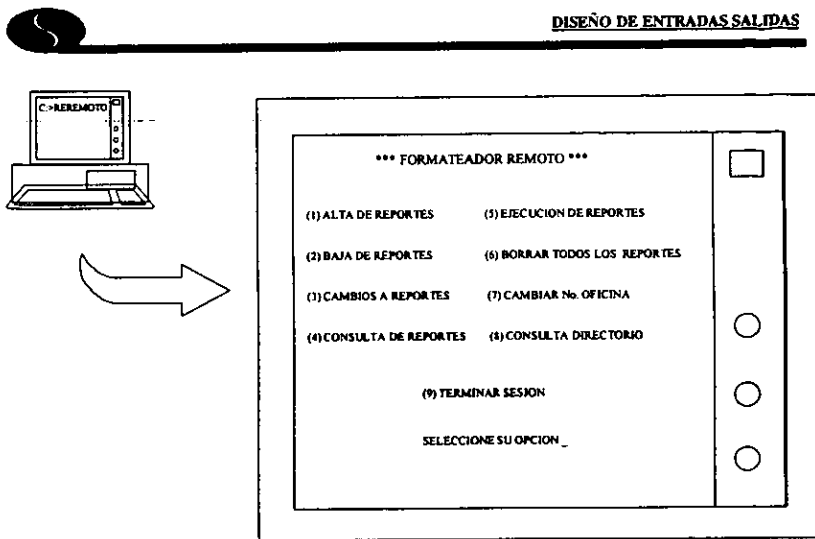 DISEÑO DE ENTRADAS SALIDAS
C:>REREMOTO
*** FORMATEADOR REMOTO ***
(1) ALTA DE REPORTES (5) EJECUCION DE REPORTES
(2) BAJA DE REPORTES (6) BORRAR TODOS LOS REPORTES
(3) CAMBIOS A REPORTES (7) CAMBIAR No. OFICINA
(4) CONSULTA DE REPORTES (8) CONSULTA DIRECTORIO
(9) TERMINAR SESION
SELECCIONE SU OPCION _